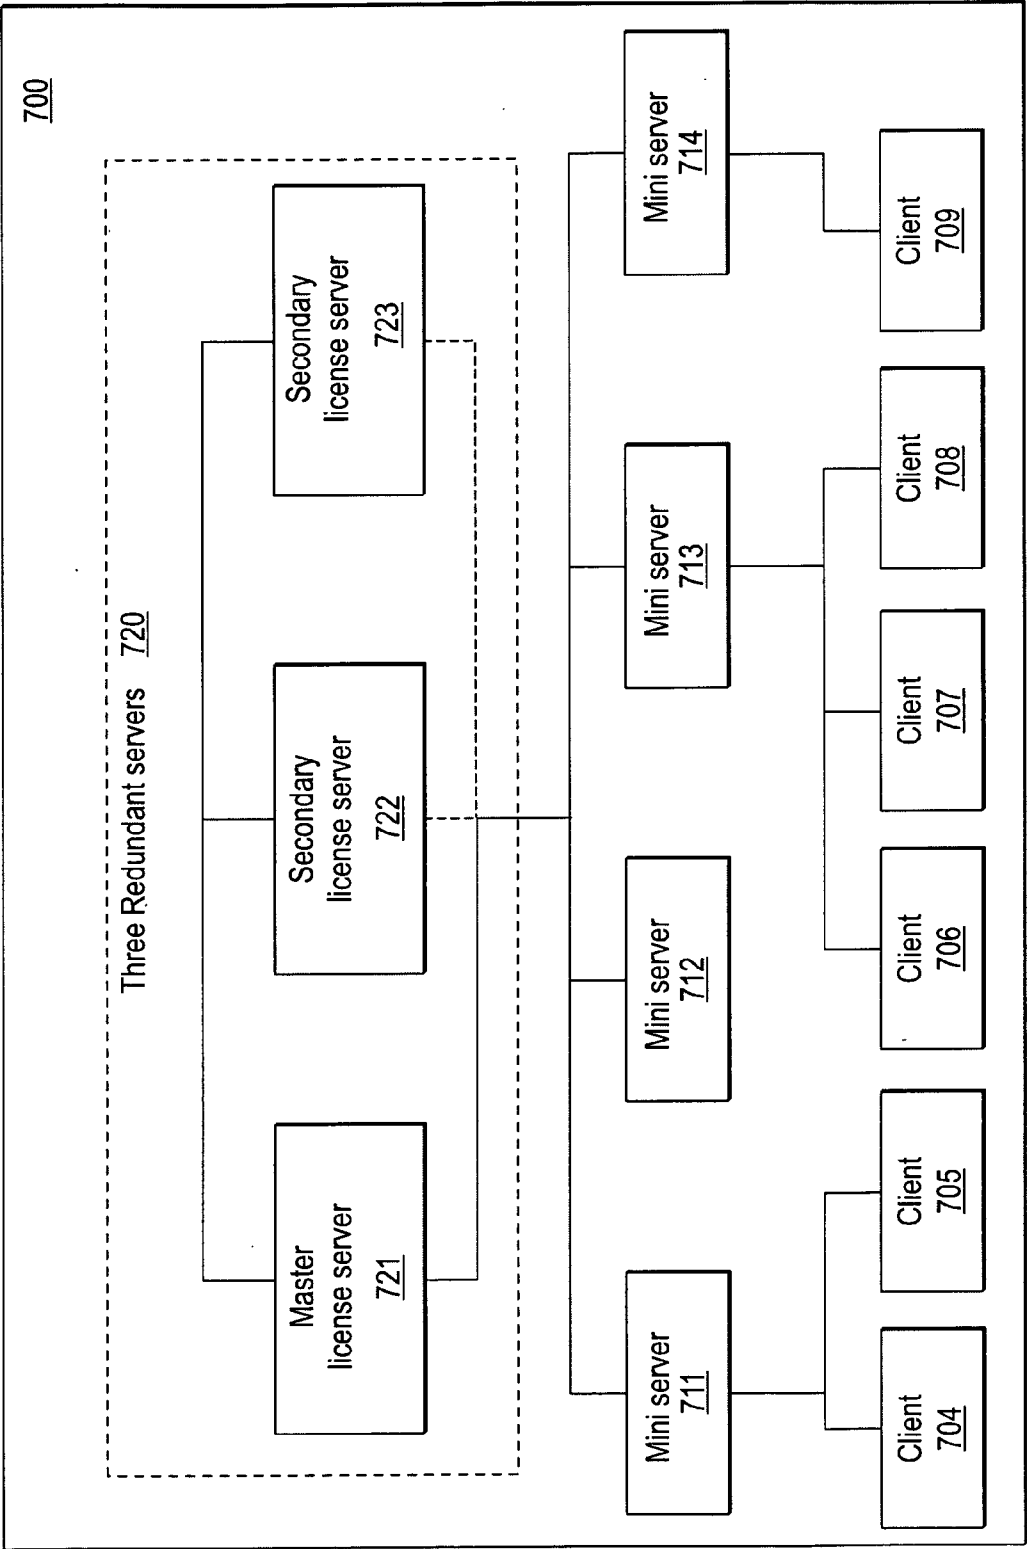 700
Three Redundant servers 720
Master
license server
721
Secondary
license server
722
Secondary
license server
723
Mini server
711
Mini server
712
Mini server
713
Mini server
714
Client
704
Client
705
Client
706
Client
707
Client
708
Client
709